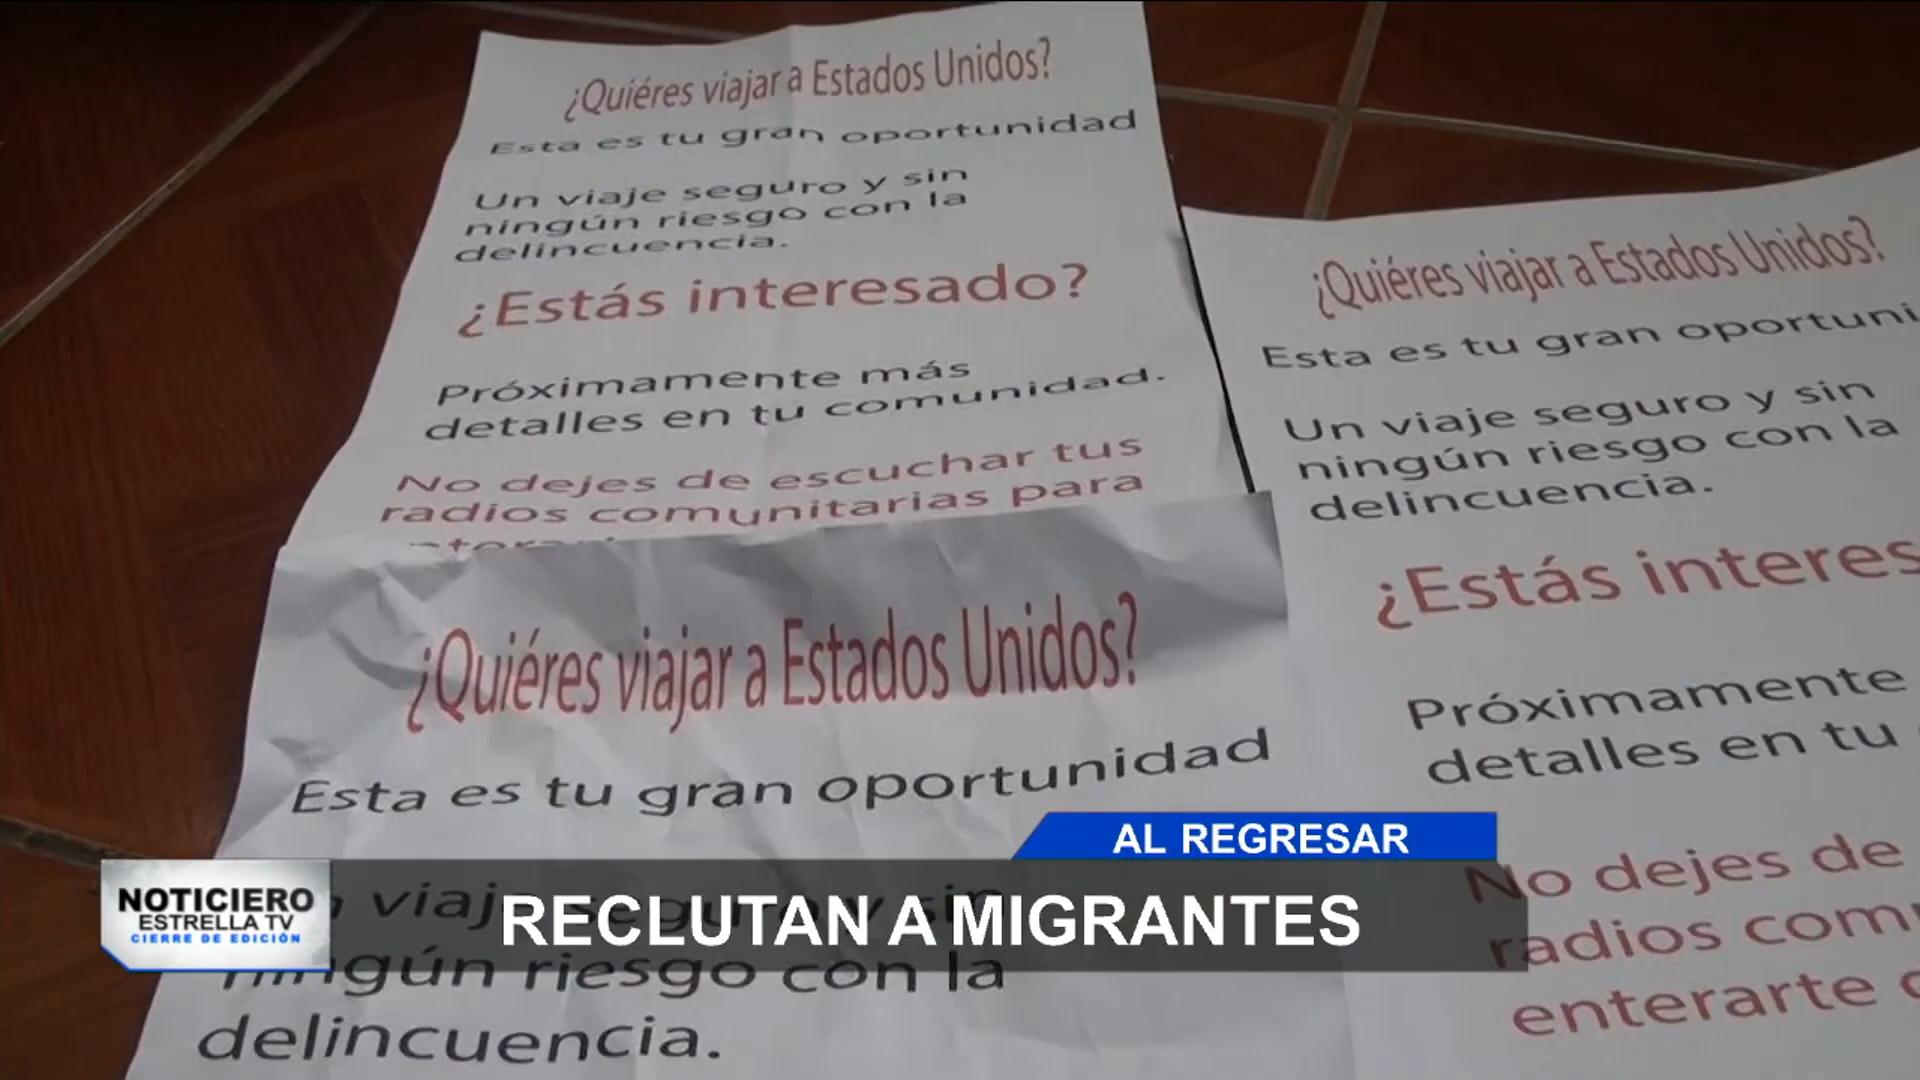 ¿Quiéres viajar a Estados Unidos?
Esta es tu gran oportunidad
Un viaje seguro y sin
ningún riesgo con la
delincuencia.
¿Estás interesado?
Próximamente más
detalles en tu comunidad.
No dejes de escuchar tus
radios comunitarias para
¿Quiéres viajar a Estados Unidos?
Esta es tu gran oportuni
Un viaje seguro y sin
ningún riesgo con la
delincuencia.
¿Estás interes
Próximamente
detalles en tu
No dejes de
radios com
enterarte
¿Quiéres viajar a Estados Unidos?
Esta es tu gran oportunidad
viaje seguro y sin
ningún riesgo con la
delincuencia.
AL REGRESAR
RECLUTAN A MIGRANTES
NOTICIERO
ESTRELLA TV
CIERRE DE EDICIÓN